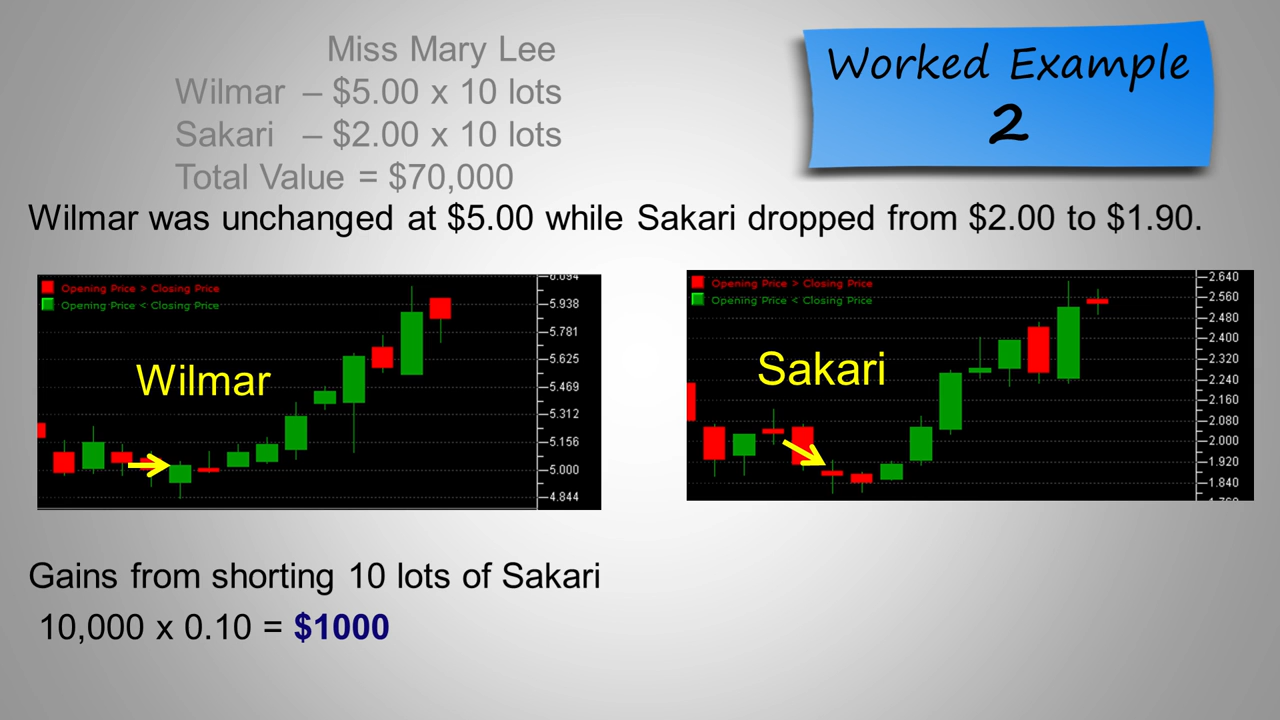 Miss Mary Lee
Wilmar – $5.00 x 10 lots
Sakari – $2.00 x 10 lots
Total Value = $70,000
Worked Example
2
Wilmar was unchanged at $5.00 while Sakari dropped from $2.00 to $1.90.
Opening Price > Closing Price
Opening Price < Closing Price
Wilmar
6.094
5.938
5.781
5.625
5.469
5.312
5.156
5.000
4.844
Opening Price > Closing Price
Opening Price < Closing Price
Sakari
2.640
2.560
2.480
2.400
2.320
2.240
2.160
2.080
2.000
1.920
1.840
1.760
Gains from shorting 10 lots of Sakari
10,000 x 0.10 = $1000